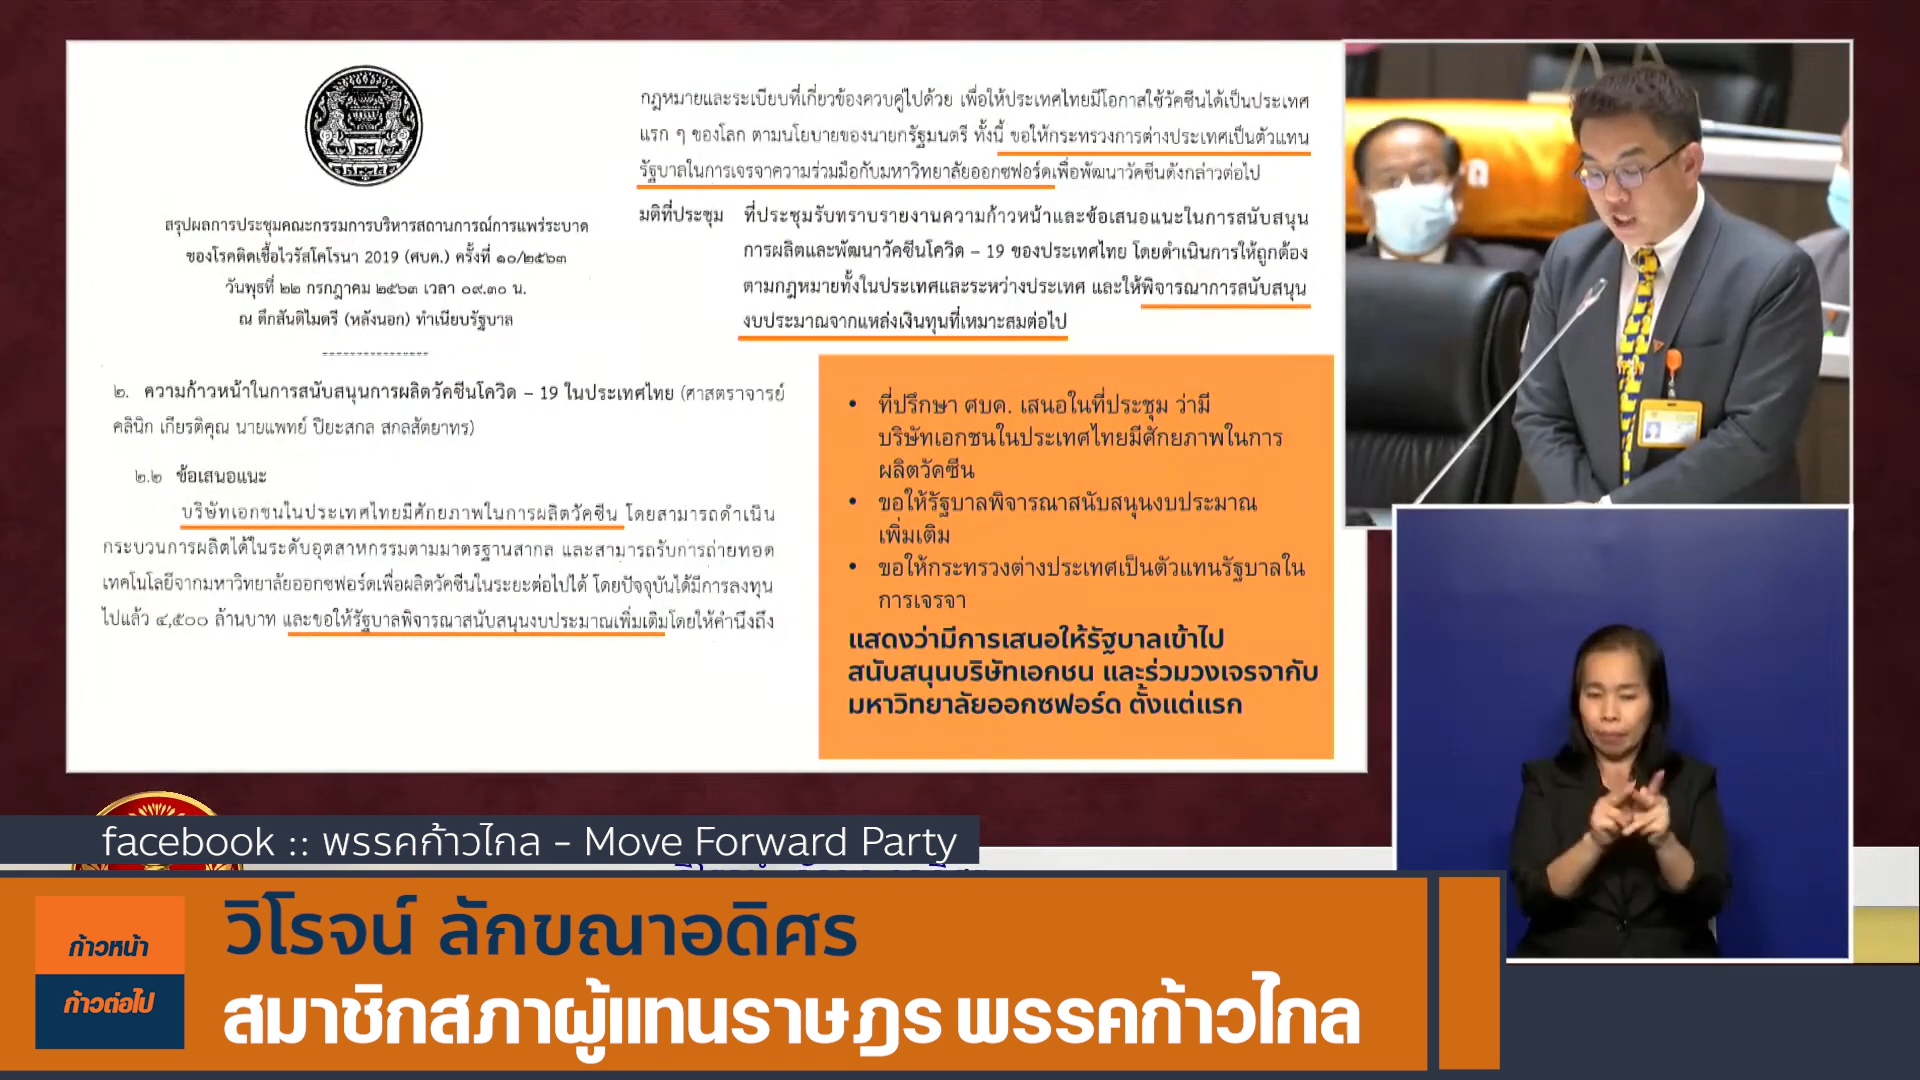 สรุปผลการประชุมคณะกรรมการบริหารสถานการณ์การแพร่ระบาด
ของโรคติดเชื้อไวรัสโคโรนา 2019 (ศบค.) ครั้งที่ ๑๐/๒๕๖๓
วันพุธที่ ๒๒ กรกฎาคม ๒๕๖๓ เวลา ๐๙.๓๐ น.
ณ ตึกสันติไมตรี (หลังนอก) ทำเนียบรัฐบาล
----------------
๒. ความก้าวหน้าในการสนับสนุนการผลิตวัคซีนโควิด – 19 ในประเทศไทย (ศาสตราจารย์
คลินิก เกียรติคุณ นายแพทย์ ปิยะสกล สกลสัตยาทร)
๒.๒ ข้อเสนอแนะ
บริษัทเอกชนในประเทศไทยมีศักยภาพในการผลิตวัคซีน โดยสามารถดำเนิน
กระบวนการผลิตได้ในระดับอุตสาหกรรมตามมาตรฐานสากล และสามารถรับการถ่ายทอด
เทคโนโลยีจากมหาวิทยาลัยออกซฟอร์ดเพื่อผลิตวัคซีนในระยะต่อไปได้ โดยปัจจุบันได้มีการลงทุน
ไปแล้ว ๔,๕๐๐ ล้านบาท และขอให้รัฐบาลพิจารณาสนับสนุนงบประมาณเพิ่มเติมโดยให้คำนึงถึง
กฎหมายและระเบียบที่เกี่ยวข้องควบคู่ไปด้วย เพื่อให้ประเทศไทยมีโอกาสใช้วัคซีนได้เป็นประเทศ
แรก ๆ ของโลก ตามนโยบายของนายกรัฐมนตรี ทั้งนี้ ขอให้กระทรวงการต่างประเทศเป็นตัวแทน
รัฐบาลในการเจรจาความร่วมมือกับมหาวิทยาลัยออกซฟอร์ดเพื่อพัฒนาวัคซีนดังกล่าวต่อไป
มติที่ประชุม ที่ประชุมรับทราบรายงานความก้าวหน้าและข้อเสนอแนะในการสนับสนุน
การผลิตและพัฒนาวัคซีนโควิด – 19 ของประเทศไทย โดยดำเนินการให้ถูกต้อง
ตามกฎหมายทั้งในประเทศและระหว่างประเทศ และให้พิจารณาการสนับสนุน
งบประมาณจากแหล่งเงินทุนที่เหมาะสมต่อไป
• ที่ปรึกษา ศบค. เสนอในที่ประชุม ว่ามี
บริษัทเอกชนในประเทศไทยมีศักยภาพในการ
ผลิตวัคซีน
• ขอให้รัฐบาลพิจารณาสนับสนุนงบประมาณ
เพิ่มเติม
• ขอให้กระทรวงต่างประเทศเป็นตัวแทนรัฐบาลใน
การเจรจา
แสดงว่ามีการเสนอให้รัฐบาลเข้าไป
สนับสนุนบริษัทเอกชน และร่วมวงเจรจากับ
มหาวิทยาลัยออกซฟอร์ด ตั้งแต่แรก
facebook :: พรรคก้าวไกล - Move Forward Party
ก้าวหน้า
ก้าวต่อไป
วิโรจน์ ลักขณาอดิศร
สมาชิกสภาผู้แทนราษฎร พรรคก้าวไกล